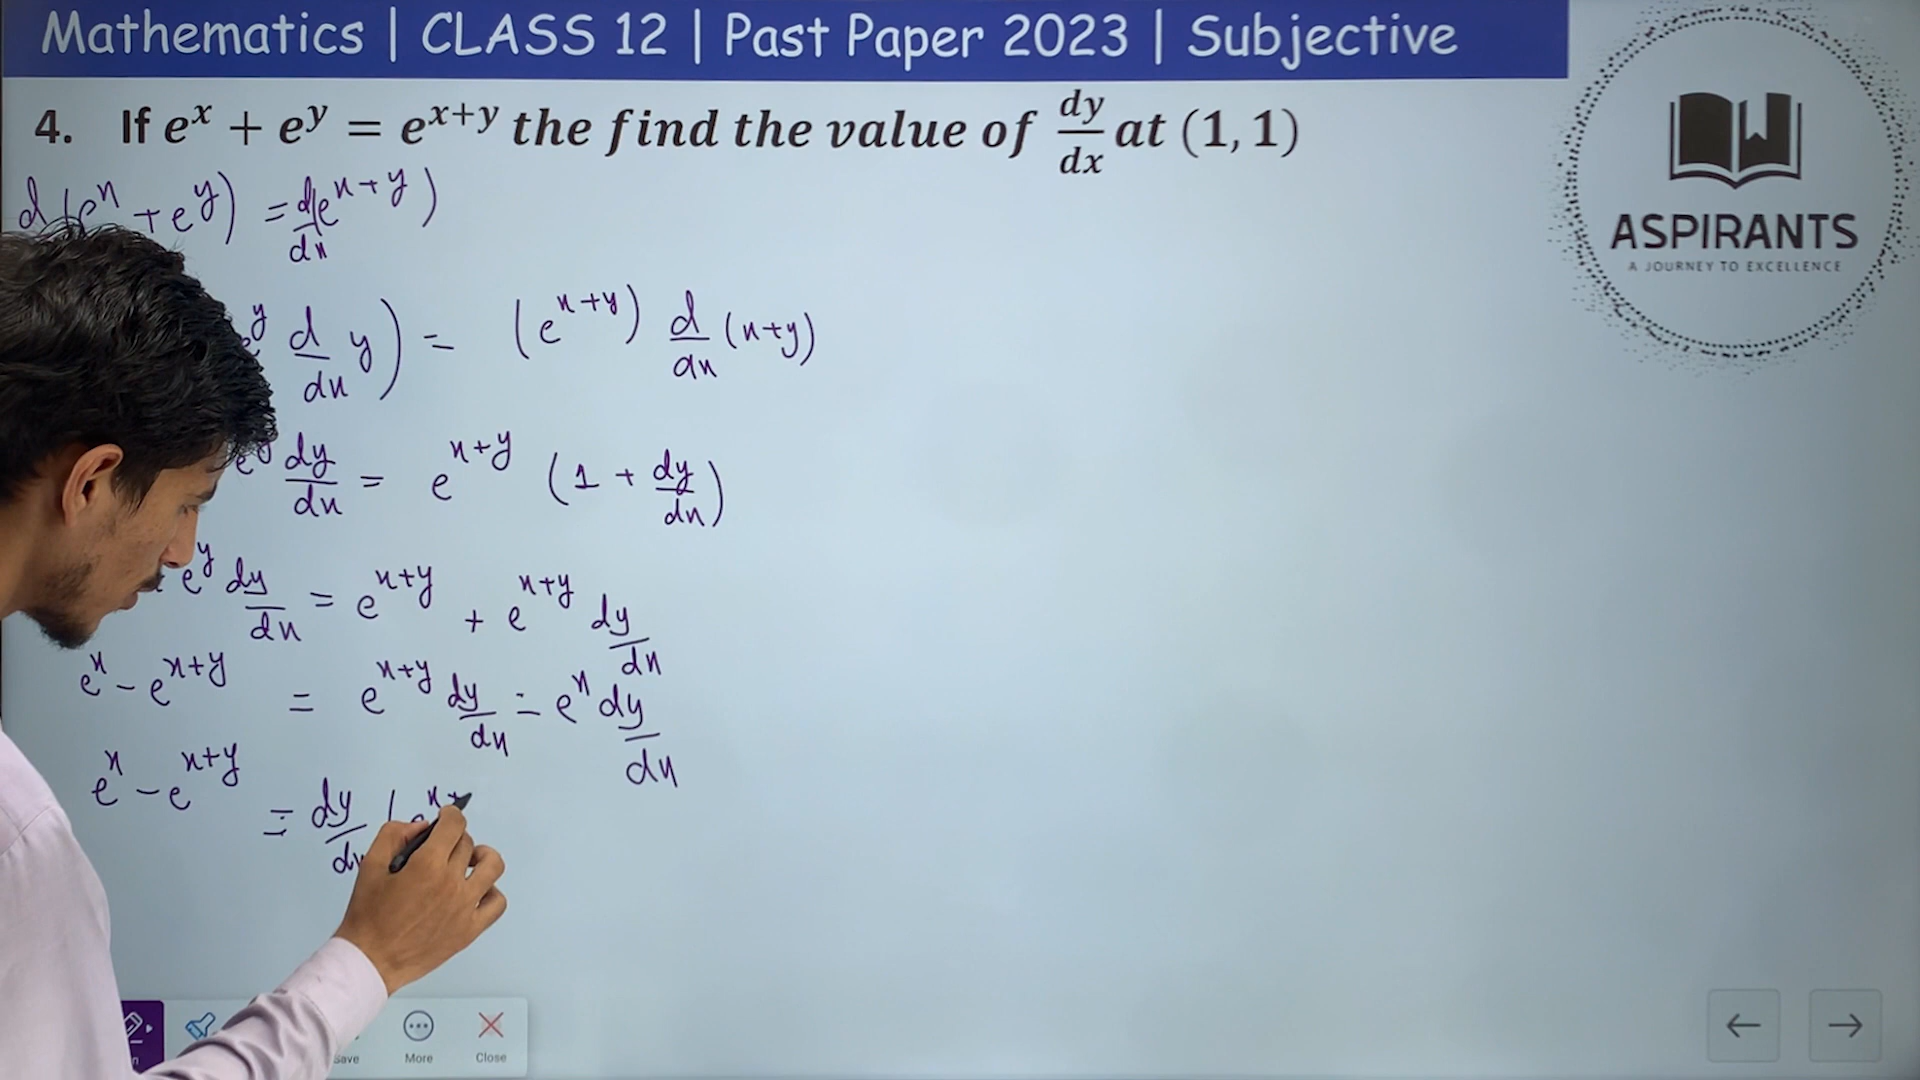 Mathematics | CLASS 12 | Past Paper 2023 | Subjective
4. If e^x + e^y = e^{x+y} the find the value of dy/dx at (1, 1)
ASPIRANTS
A JOURNEY TO EXCELLENCE
d (e^x + e^y) = d/dx (e^{x+y})
y d/dx y) = (e^{x+y}) d/dx (x+y)
e^y dy/dx = e^{x+y} (1 + dy/dx)
e^y dy/dx = e^{x+y} + e^{x+y} dy/dx
e^x - e^{x+y} = e^{x+y} dy/dx - e^x dy/dx
e^x - e^{x+y} = dy/dx (e^x+
Save More Close